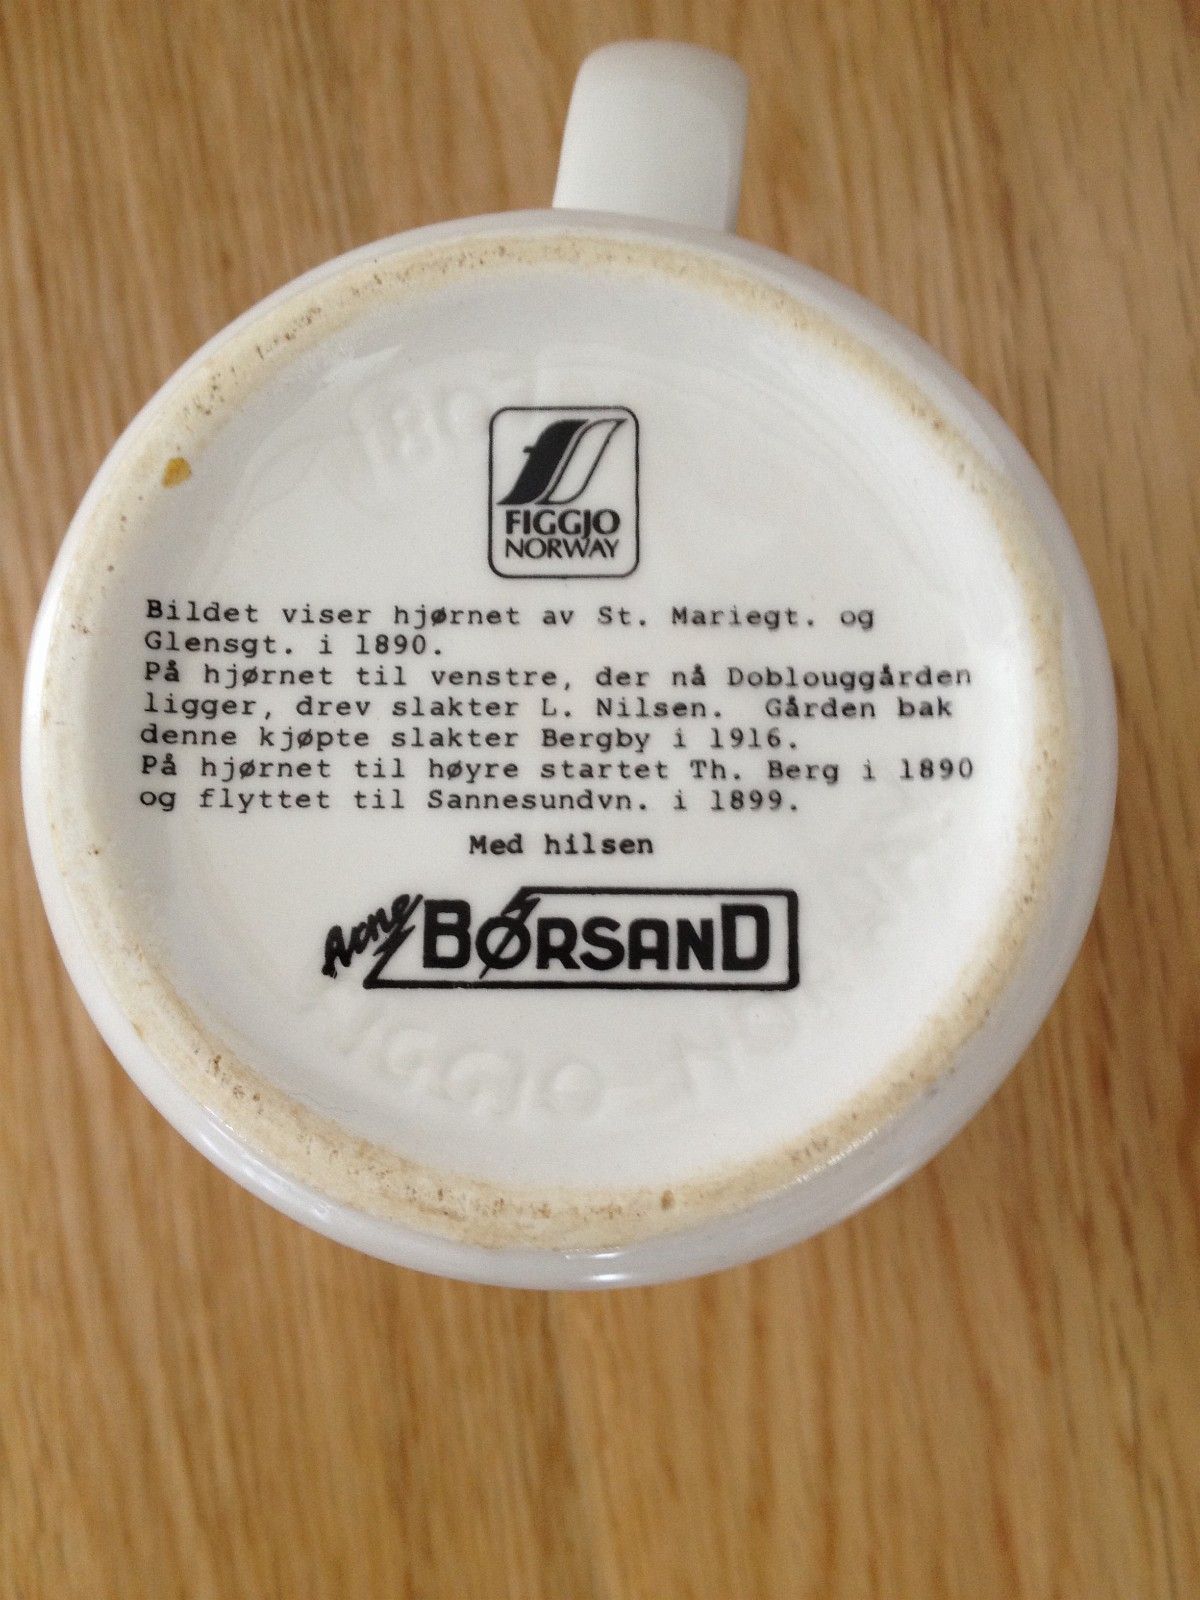 FIGGJO
NORWAY
Bildet viser hjørnet av St. Mariegt. og
Glensgt. i 1890.
På hjørnet til venstre, der nå Doblouggården
ligger, drev slakter L. Nilsen. Gården bak
denne kjøpte slakter Bergby i 1916.
På hjørnet til høyre startet Th. Berg i 1890
og flyttet til Sannesundvn. i 1899.
Med hilsen
Arne BØRSAND